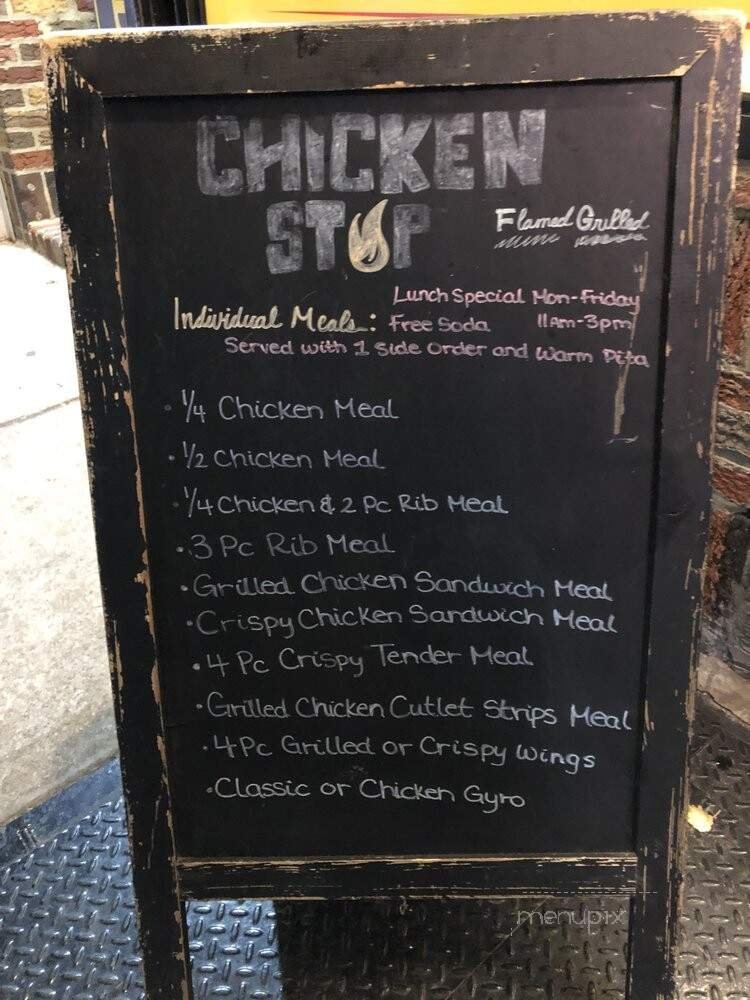 CHICKEN
STOP
Flamed Grilled
Lunch Special Mon-Friday
Individual Meals: Free Soda 11Am-3pm
Served with 1 Side Order and Warm Pita
· 1/4 Chicken Meal
· 1/2 Chicken Meal
· 1/4 Chicken & 2 Pc Rib Meal
· 3 Pc Rib Meal
· Grilled Chicken Sandwich Meal
· Crispy Chicken Sandwich Meal
· 4 Pc Crispy Tender Meal
· Grilled Chicken Cutlet Strips Meal
· 4Pc Grilled or Crispy Wings
· Classic or Chicken Gyro
menupix